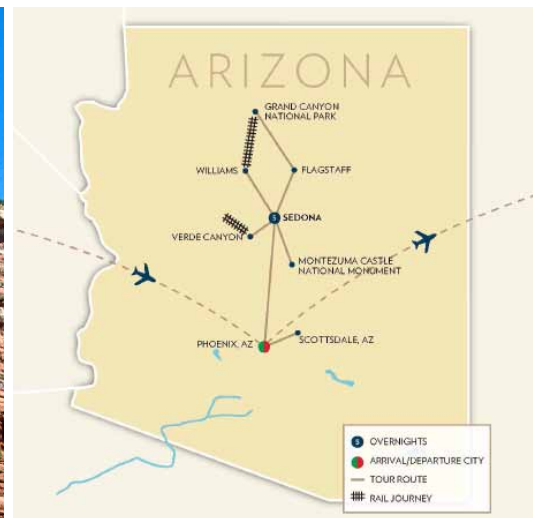 ARIZONA
GRAND CANYON
NATIONAL PARK
WILLIAMS
FLAGSTAFF
5 SEDONA
VERDE CANYON
MONTEZUMA CASTLE
NATIONAL MONUMENT
PHOENIX, AZ
SCOTTSDALE, AZ
5 OVERNIGHTS
ARRIVAL/DEPARTURE CITY
TOUR ROUTE
RAIL JOURNEY